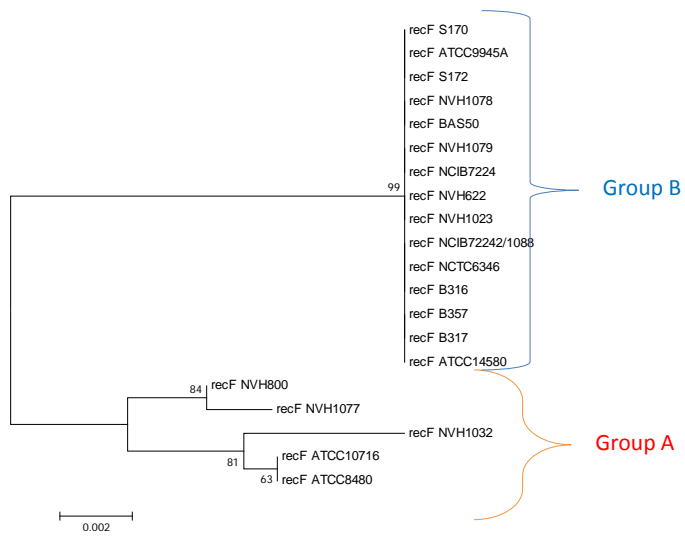 recF S170
recF ATCC9945A
recF S172
recF NVH1078
recF BAS50
recF NVH1079
recF NCIB7224
99
recF NVH622
Group B
recF NVH1023
recF NCIB72242/1088
recF NCTC6346
recF B316
recF B357
recF B317
recF ATCC14580
84
recF NVH800
recF NVH1077
recF NVH1032
Group A
81
recF ATCC10716
63
recF ATCC8480
0.002